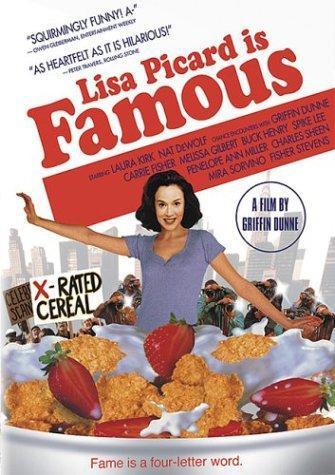 "SQUIRMINGLY FUNNY! A-"
– OWEN GLEIBERMAN, ENTERTAINMENT WEEKLY
"AS HEARTFELT AS IT IS HILARIOUS!"
– PETER TRAVERS, ROLLING STONE
Lisa Picard is
Famous
STARRING LAURA KIRK NAT DEWOLF CHANCE ENCOUNTERS WITH GRIFFIN DUNNE
CARRIE FISHER MELISSA GILBERT BUCK HENRY SPIKE LEE
PENELOPE ANN MILLER CHARLIE SHEEN
MIRA SORVINO FISHER STEVENS
A FILM BY
GRIFFIN DUNNE
CELEB
SCAN
X-RATED
CEREAL
Fame is a four-letter word.